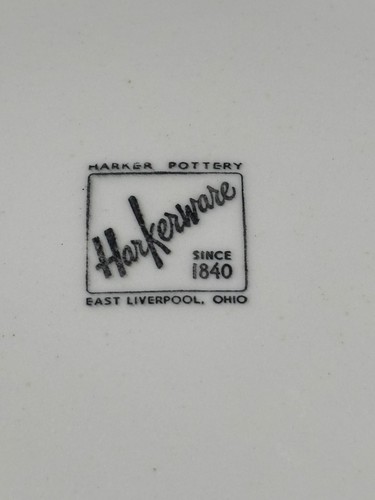 HARKER POTTERY
Harkerware
SINCE
1840
EAST LIVERPOOL, OHIO